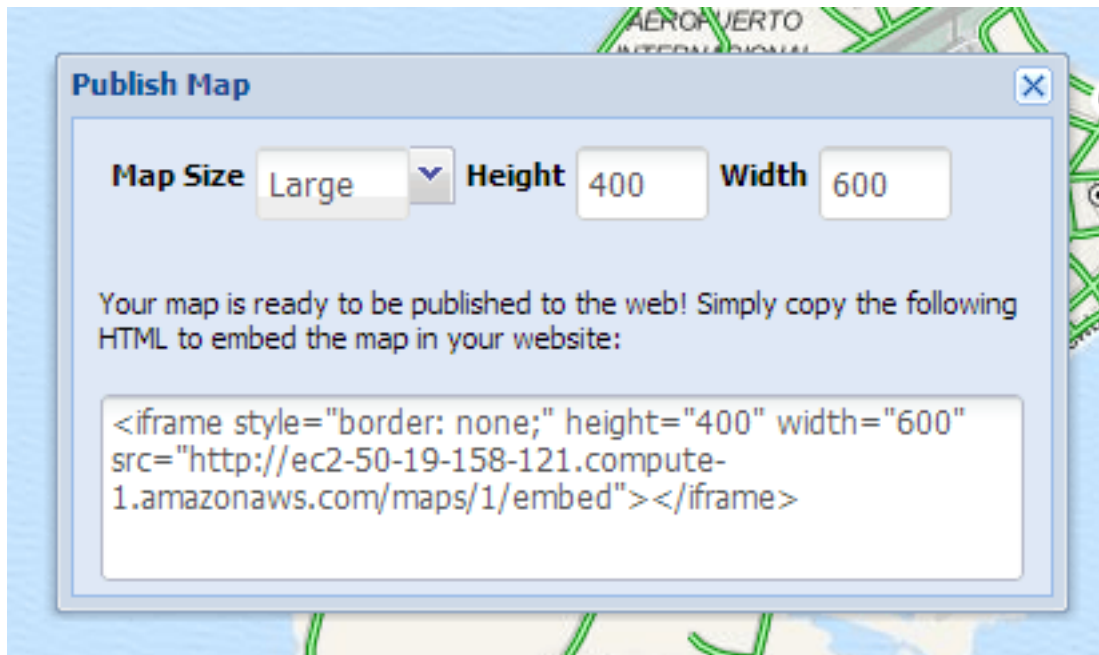 AEROPUERTO
INTERNACIONAL
Publish Map
Map Size Large Height 400 Width 600
Your map is ready to be published to the web! Simply copy the following
HTML to embed the map in your website:
<iframe style="border: none;" height="400" width="600"
src="http://ec2-50-19-158-121.compute-
1.amazonaws.com/maps/1/embed"></iframe>